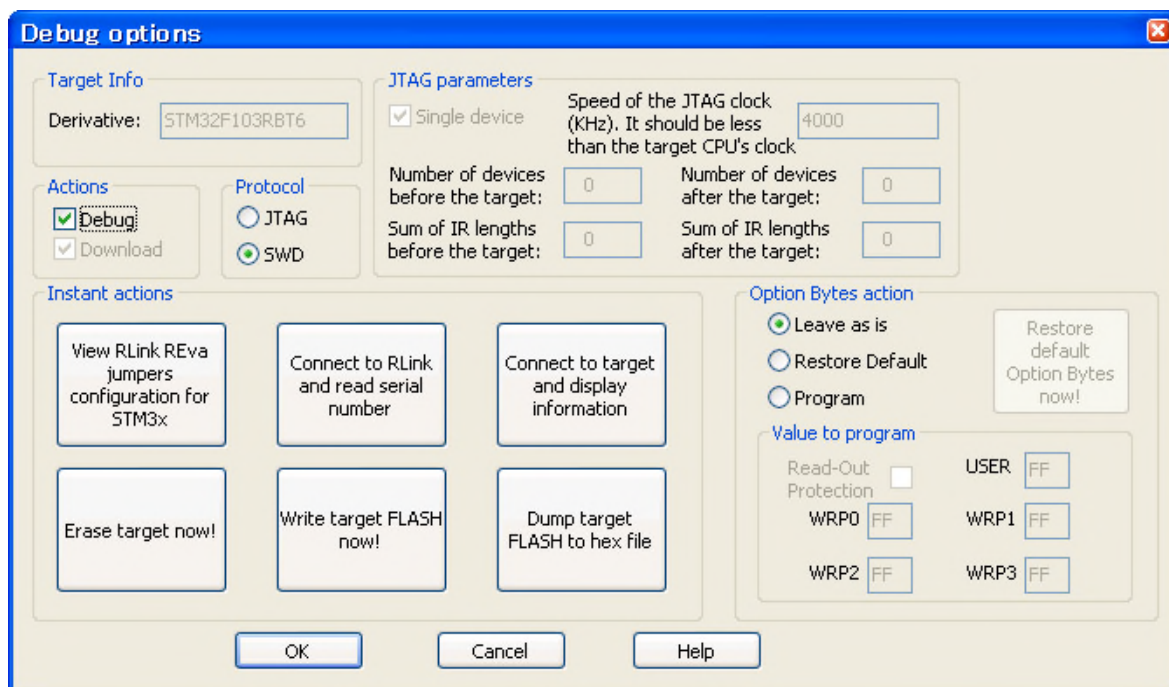 Debug options
Target Info
Derivative: STM32F103RBT6
JTAG parameters
Single device
Speed of the JTAG clock
(KHz). It should be less
than the target CPU's clock
4000
Number of devices
before the target:
0
Number of devices
after the target:
0
Sum of IR lengths
before the target:
0
Sum of IR lengths
after the target:
0
Actions
Debug
Download
Protocol
JTAG
SWD
Instant actions
View RLink REva
jumpers
configuration for
STM3x
Connect to RLink
and read serial
number
Connect to target
and display
information
Erase target now!
Write target FLASH
now!
Dump target
FLASH to hex file
Option Bytes action
Leave as is
Restore Default
Program
Restore
default
Option Bytes
now!
Value to program
Read-Out
Protection
USER FF
WRP0 FF
WRP1 FF
WRP2 FF
WRP3 FF
OK
Cancel
Help